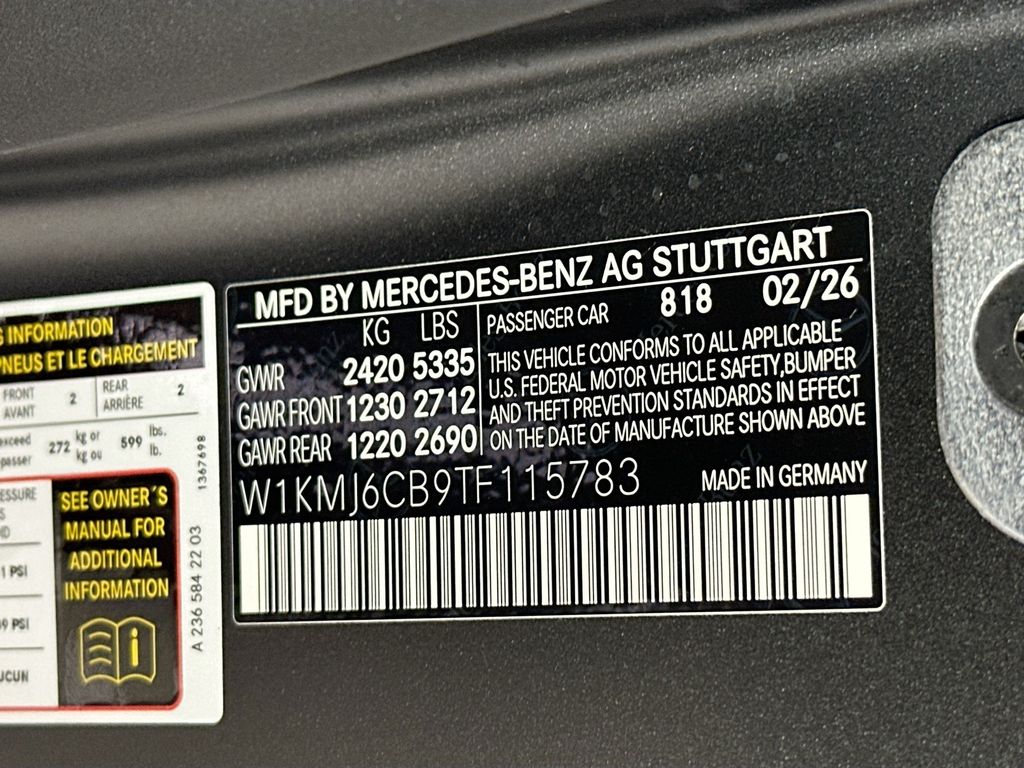 G INFORMATION
PNEUS ET LE CHARGEMENT
FRONT
AVANT
2
REAR
ARRIÈRE
2
272
kg or
kg ou
599
lbs.
lb.
1367698
SEE OWNER´S
MANUAL FOR
ADDITIONAL
INFORMATION
PSI
PSI
A 236 584 22 03
MFD BY MERCEDES-BENZ AG STUTTGART
KG LBS
GVWR 2420 5335
GAWR FRONT 1230 2712
GAWR REAR 1220 2690
PASSENGER CAR 818 02/26
THIS VEHICLE CONFORMS TO ALL APPLICABLE
U.S. FEDERAL MOTOR VEHICLE SAFETY,BUMPER
AND THEFT PREVENTION STANDARDS IN EFFECT
ON THE DATE OF MANUFACTURE SHOWN ABOVE
W1KMJ6CB9TF115783
MADE IN GERMANY